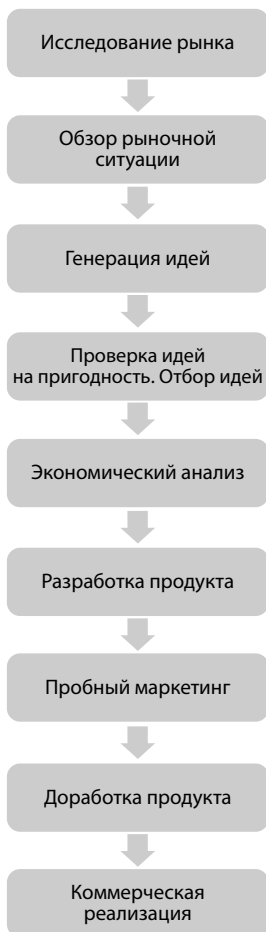 Исследование рынка
Обзор рыночной
ситуации
Генерация идей
Проверка идей
на пригодность. Отбор идей
Экономический анализ
Разработка продукта
Пробный маркетинг
Доработка продукта
Коммерческая
реализация